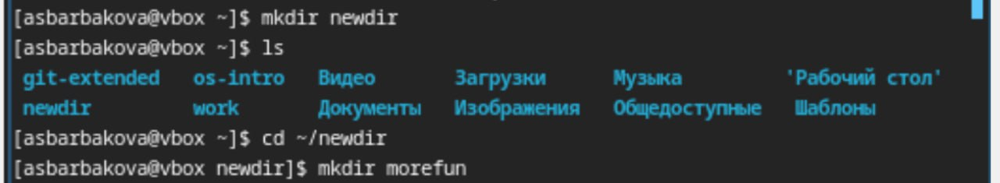 [asbarbakova@vbox ~]$ mkdir newdir
[asbarbakova@vbox ~]$ ls
git-extended os-intro Видео Загрузки Музыка 'Рабочий стол'
newdir work Документы Изображения Общедоступные Шаблоны
[asbarbakova@vbox ~]$ cd ~/newdir
[asbarbakova@vbox newdir]$ mkdir morefun